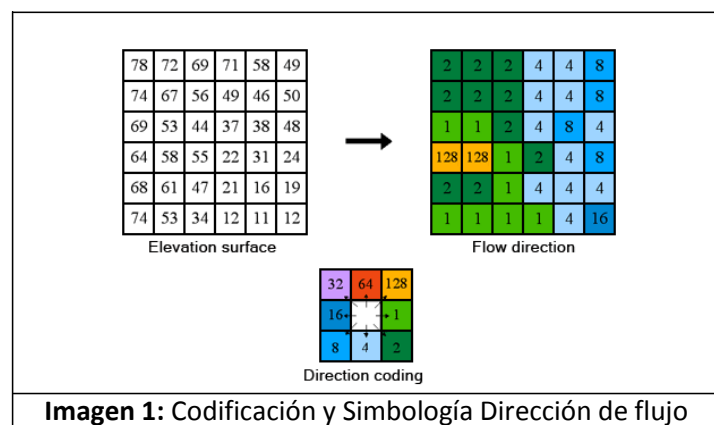 78 72 69 71 58 49
74 67 56 49 46 50
69 53 44 37 38 48
64 58 55 22 31 24
68 61 47 21 16 19
74 53 34 12 11 12
Elevation surface
2 2 2 4 4 8
2 2 2 4 4 8
1 1 2 4 8 4
128 128 1 2 4 8
2 2 1 4 4 4
1 1 1 1 4 16
Flow direction
32 64 128
16 1
8 4 2
Direction coding
Imagen 1: Codificación y Simbología Dirección de flujo